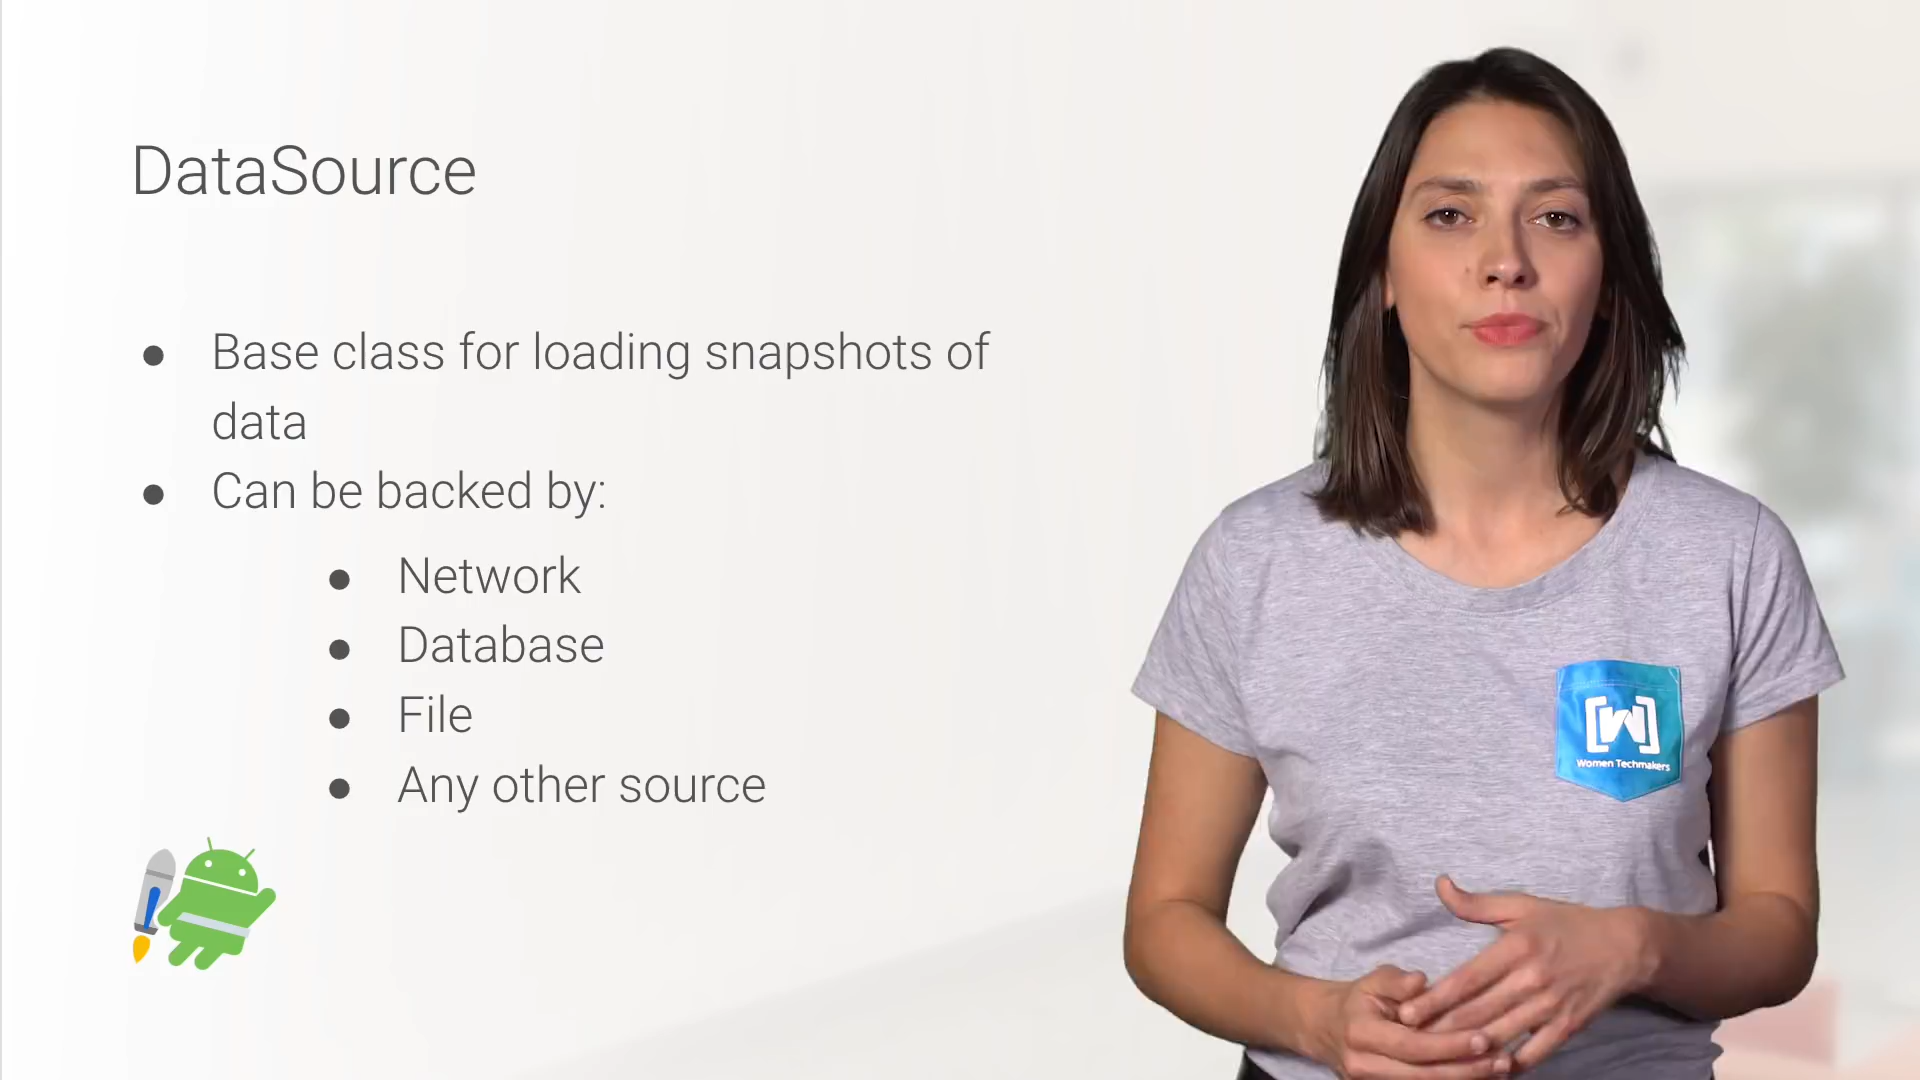 DataSource
● Base class for loading snapshots of
data
● Can be backed by:
● Network
● Database
● File
● Any other source
[W]
Women Techmakers